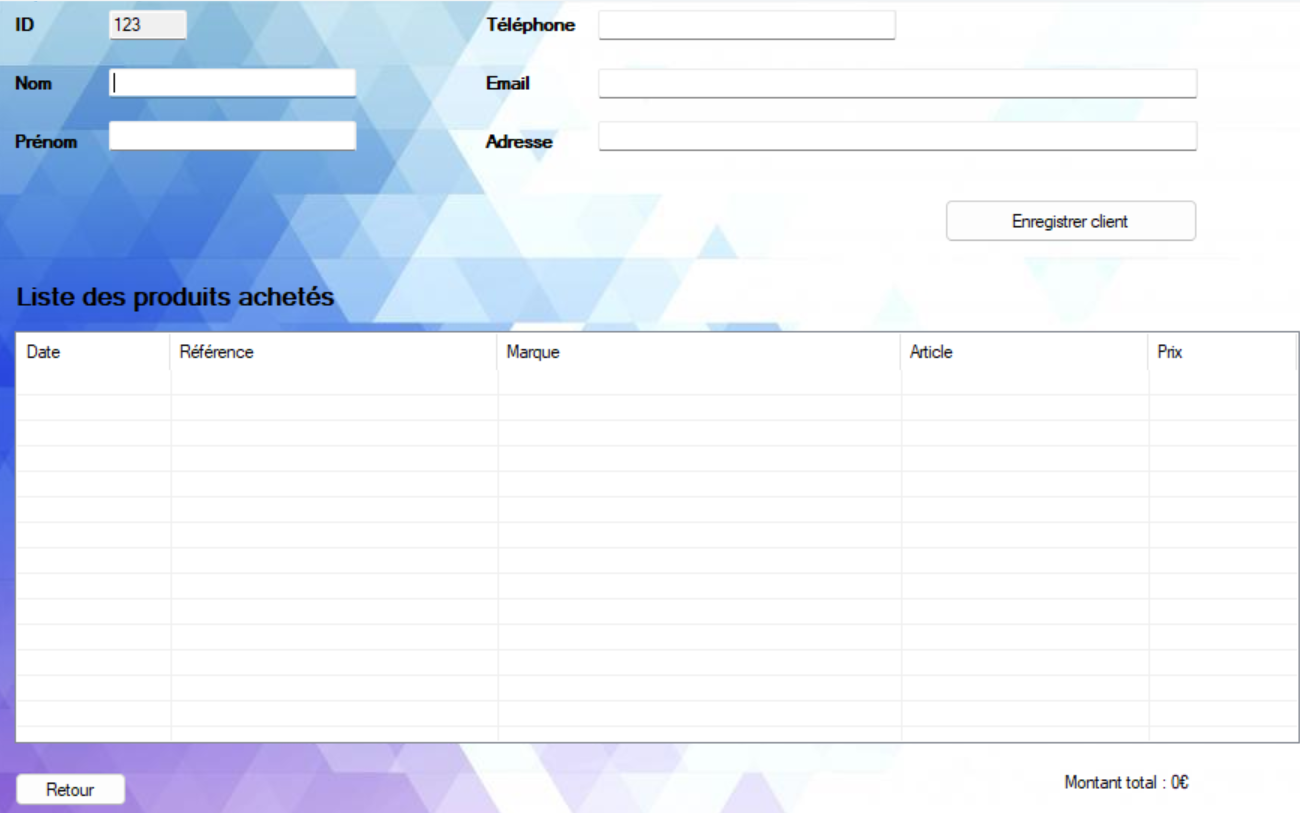 ID 123 Téléphone
Nom Email
Prénom Adresse
Enregistrer client
Liste des produits achetés
Date Référence Marque Article Prix
Retour Montant total : 0€